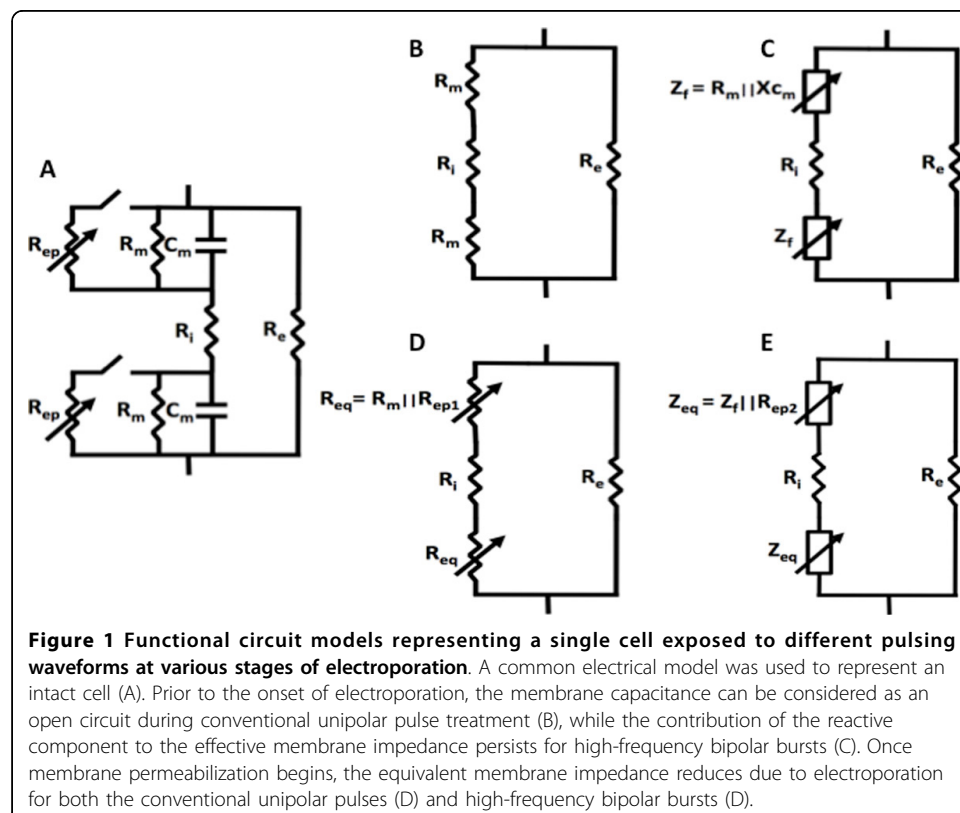 A
R_ep
R_m
C_m
R_i
R_e
R_ep
R_m
C_m
B
R_m
R_i
R_m
R_e
C
Z_f = R_m||Xc_m
R_i
Z_f
R_e
D
R_eq = R_m||R_ep1
R_i
R_eq
R_e
E
Z_eq = Z_f||R_ep2
R_i
Z_eq
R_e
Figure 1 Functional circuit models representing a single cell exposed to different pulsing
waveforms at various stages of electroporation. A common electrical model was used to represent an
intact cell (A). Prior to the onset of electroporation, the membrane capacitance can be considered as an
open circuit during conventional unipolar pulse treatment (B), while the contribution of the reactive
component to the effective membrane impedance persists for high-frequency bipolar bursts (C). Once
membrane permeabilization begins, the equivalent membrane impedance reduces due to electroporation
for both the conventional unipolar pulses (D) and high-frequency bipolar bursts (D).